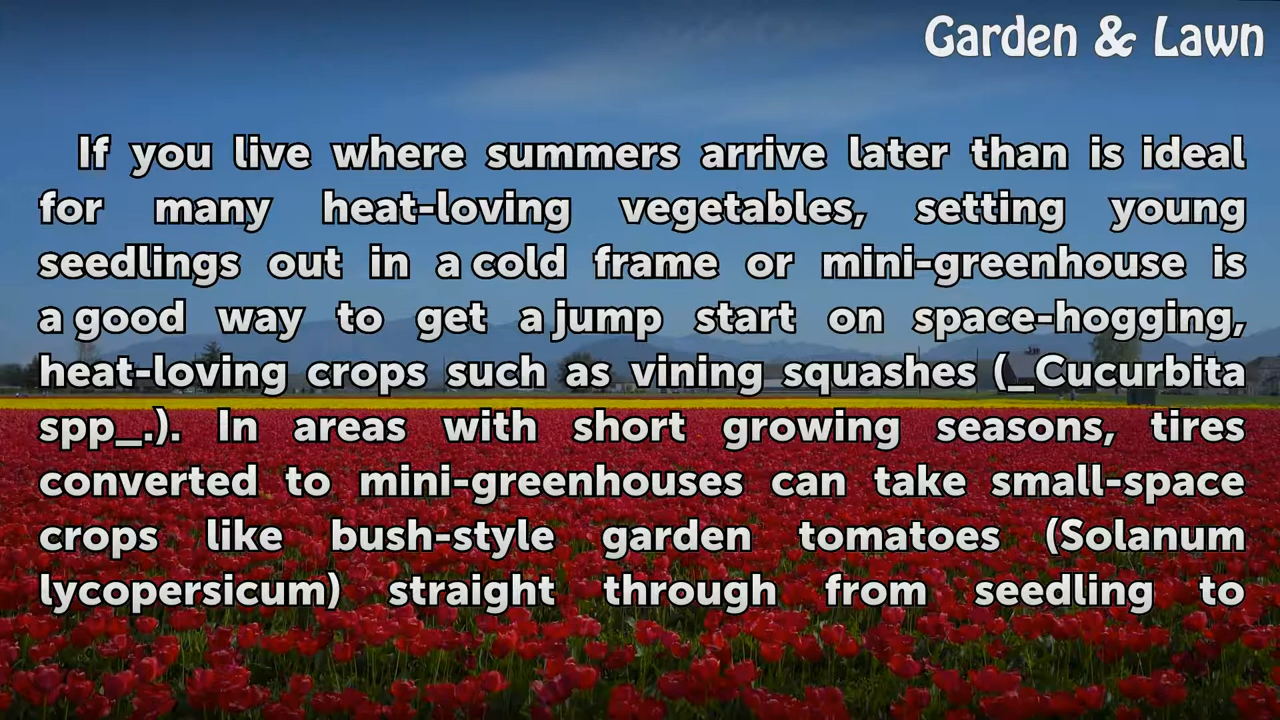 Garden & Lawn
If you live where summers arrive later than is ideal
for many heat-loving vegetables, setting young
seedlings out in a cold frame or mini-greenhouse is
a good way to get a jump start on space-hogging,
heat-loving crops such as vining squashes (_Cucurbita
spp_.). In areas with short growing seasons, tires
converted to mini-greenhouses can take small-space
crops like bush-style garden tomatoes (Solanum
lycopersicum) straight through from seedling to